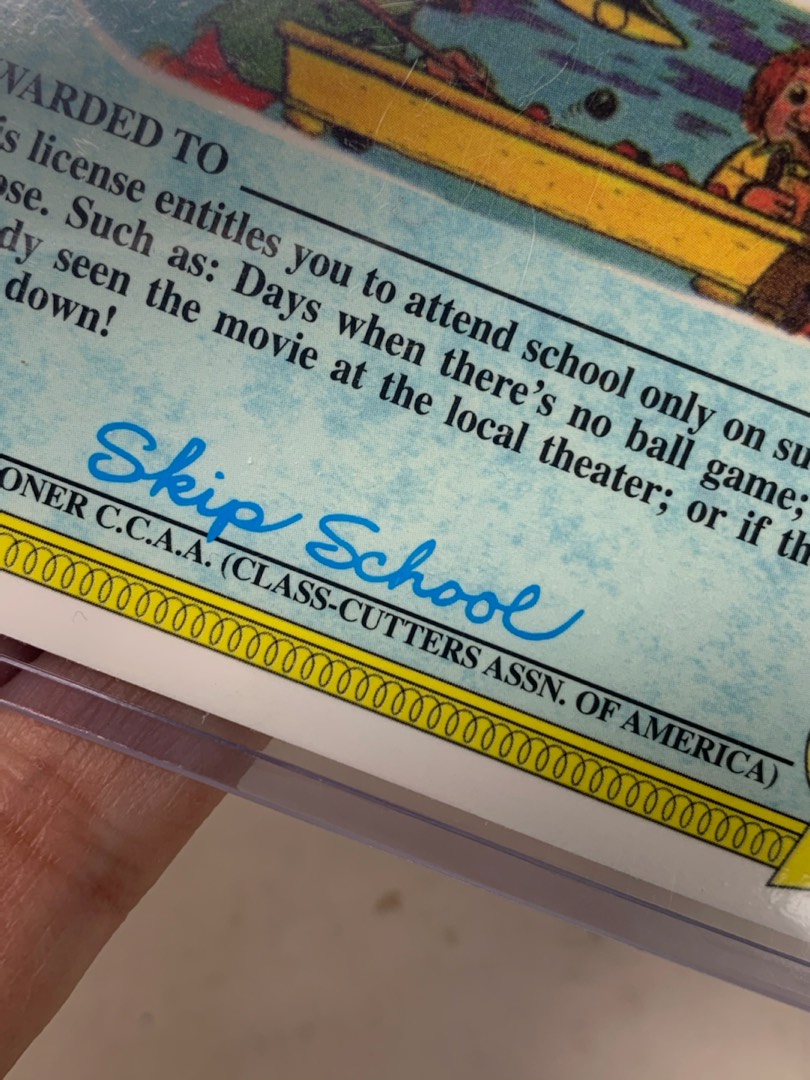 WARDED TO
is license entitles you to attend school only on su
ose. Such as: Days when there's no ball game;
dy seen the movie at the local theater; or if th
down!
Skip School
ONER C.C.A.A. (CLASS-CUTTERS ASSN. OF AMERICA)